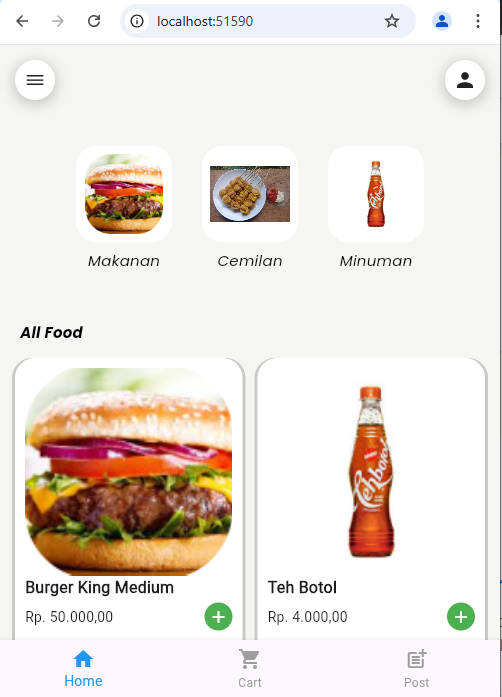 localhost:51590
Makanan
Cemilan
Minuman
All Food
Tehbotol
Burger King Medium
Teh Botol
Rp. 50.000,00
Rp. 4.000,00
Home
Cart
Post